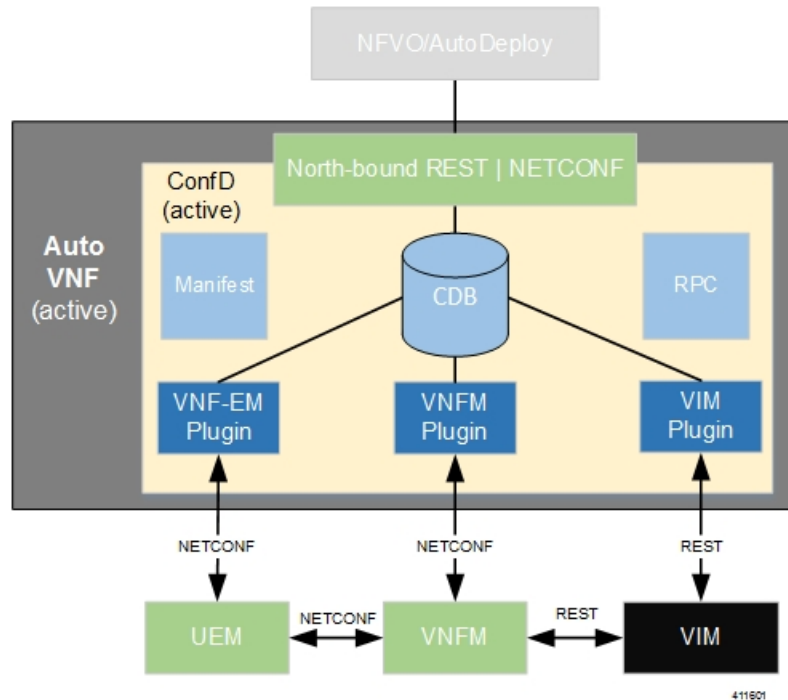 NFVO/AutoDeploy
North-bound REST | NETCONF
ConfD
(active)
Auto
VNF
(active)
Manifest
CDB
RPC
VNF-EM
Plugin
VNFM
Plugin
VIM
Plugin
NETCONF
NETCONF
REST
UEM
NETCONF
VNFM
REST
VIM
411601